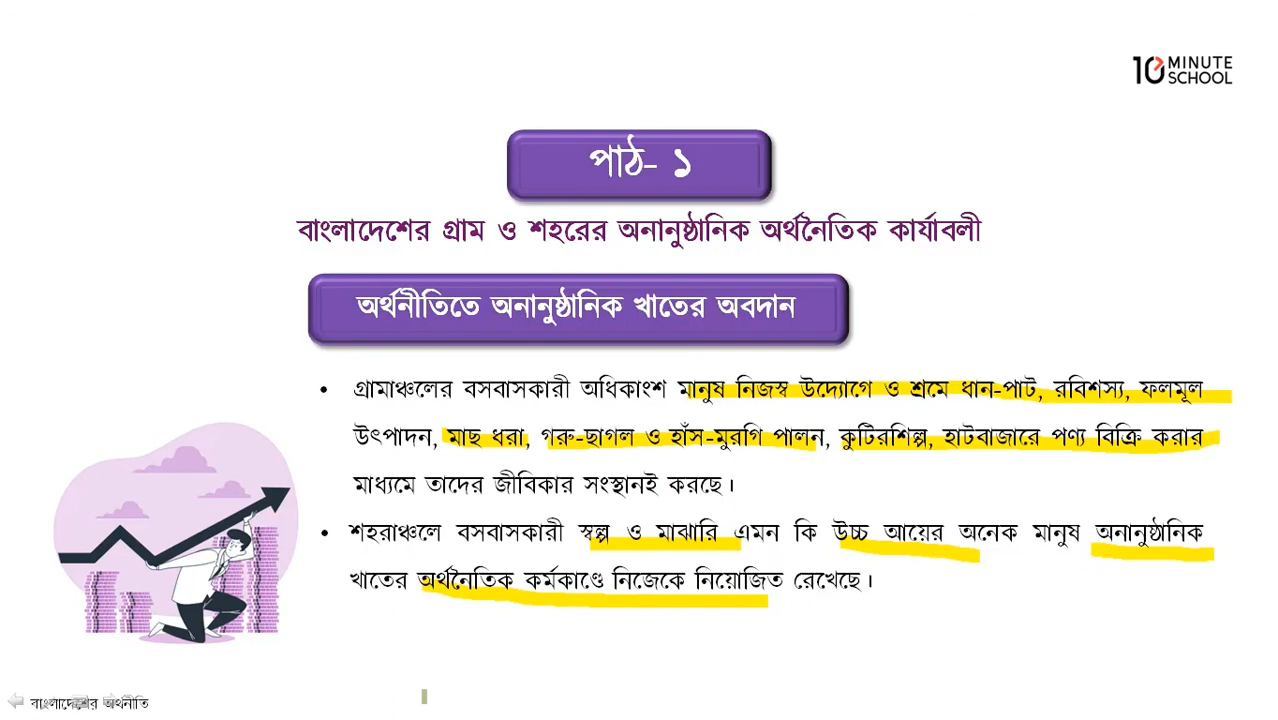 10 MINUTE
SCHOOL
পাঠ- ১
বাংলাদেশের গ্রাম ও শহরের অনানুষ্ঠানিক অর্থনৈতিক কার্যাবলী
অর্থনীতিতে অনানুষ্ঠানিক খাতের অবদান
• গ্রামাঞ্চলের বসবাসকারী অধিকাংশ মানুষ নিজস্ব উদ্যোগে ও শ্রমে ধান-পাট, রবিশস্য, ফলমূল
উৎপাদন, মাছ ধরা, গরু-ছাগল ও হাঁস-মুরগি পালন, কুটিরশিল্প, হাটবাজারে পণ্য বিক্রি করার
মাধ্যমে তাদের জীবিকার সংস্থানই করছে।
• শহরাঞ্চলে বসবাসকারী স্বল্প ও মাঝারি এমন কি উচ্চ আয়ের অনেক মানুষ অনানুষ্ঠানিক
খাতের অর্থনৈতিক কর্মকাণ্ডে নিজেকে নিয়োজিত রেখেছে।
বাংলাদেশের অর্থনীতি